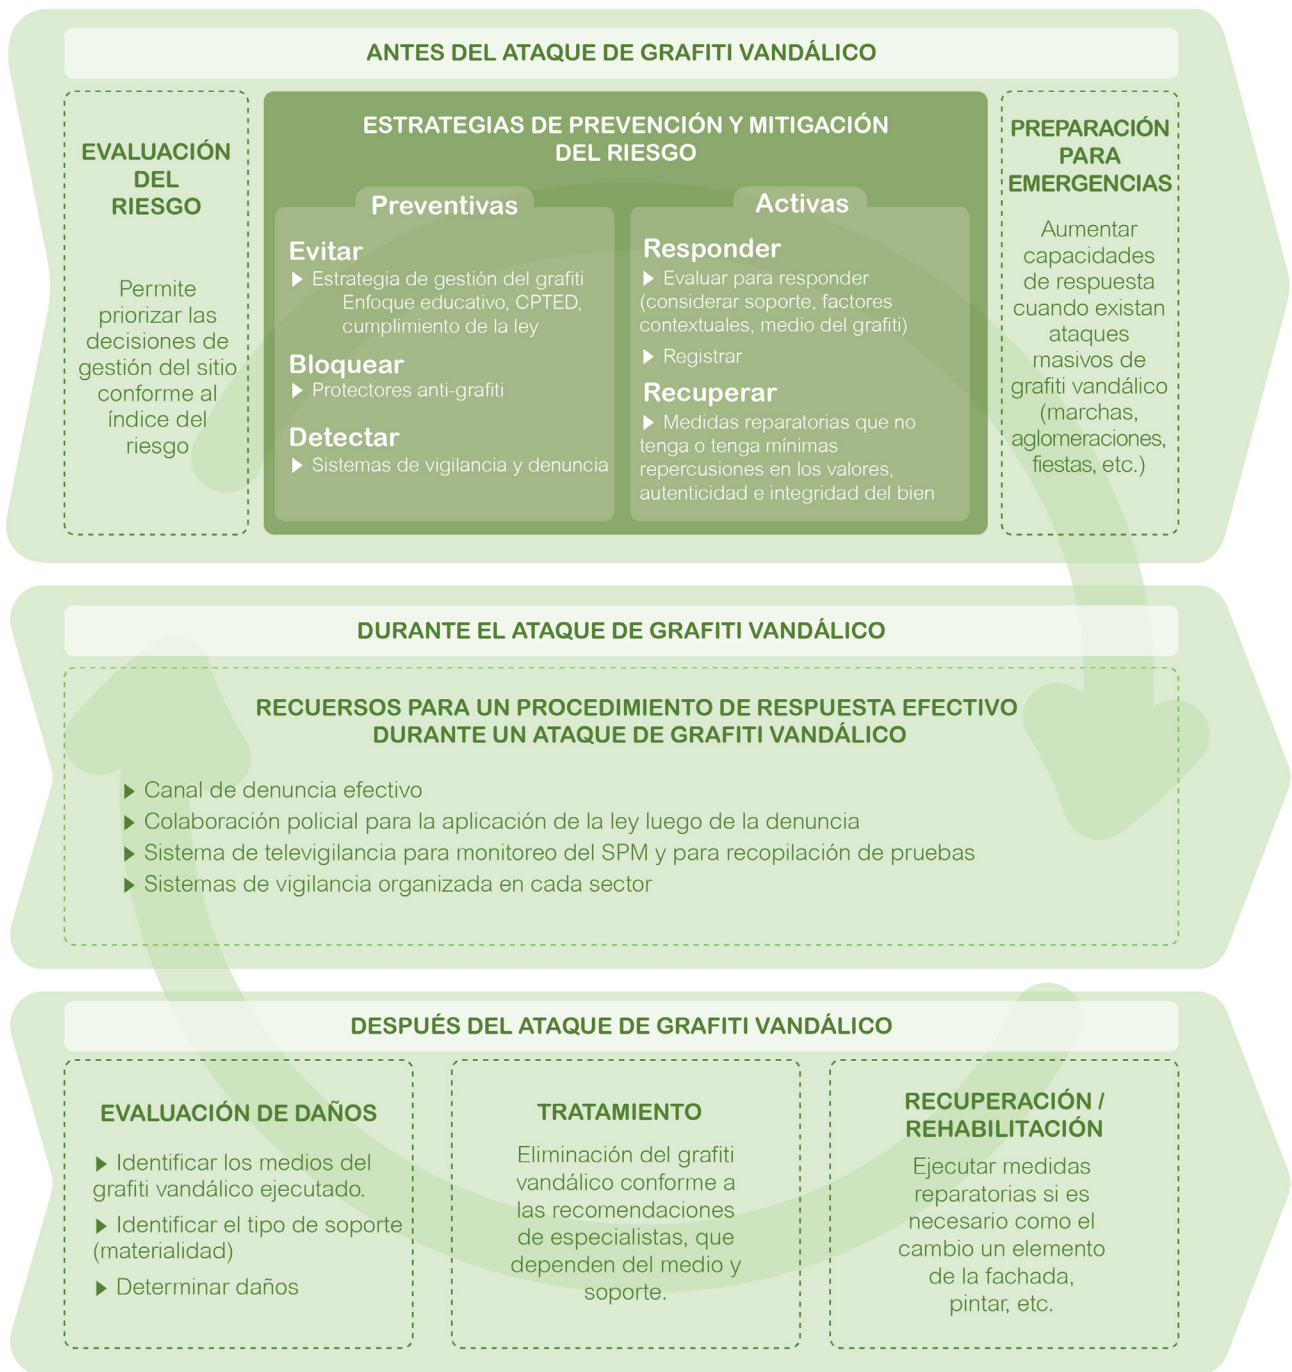 ANTES DEL ATAQUE DE GRAFITI VANDÁLICO
EVALUACIÓN
DEL
RIESGO
Permite
priorizar las
decisiones de
gestión del sitio
conforme al
índice del
riesgo
ESTRATEGIAS DE PREVENCIÓN Y MITIGACIÓN
DEL RIESGO
Preventivas
Evitar
▶ Estrategia de gestión del grafiti
Enfoque educativo, CPTED,
cumplimiento de la ley
Bloquear
▶ Protectores anti-grafiti
Detectar
▶ Sistemas de vigilancia y denuncia
Activas
Responder
▶ Evaluar para responder
(considerar soporte, factores
contextuales, medio del grafiti)
▶ Registrar
Recuperar
▶ Medidas reparatorias que no
tenga o tenga mínimas
repercusiones en los valores,
autenticidad e integridad del bien
PREPARACIÓN
PARA
EMERGENCIAS
Aumentar
capacidades
de respuesta
cuando existan
ataques
masivos de
grafiti vandálico
(marchas,
aglomeraciones,
fiestas, etc.)
DURANTE EL ATAQUE DE GRAFITI VANDÁLICO
RECUERSOS PARA UN PROCEDIMIENTO DE RESPUESTA EFECTIVO
DURANTE UN ATAQUE DE GRAFITI VANDÁLICO
▶ Canal de denuncia efectivo
▶ Colaboración policial para la aplicación de la ley luego de la denuncia
▶ Sistema de televigilancia para monitoreo del SPM y para recopilación de pruebas
▶ Sistemas de vigilancia organizada en cada sector
DESPUÉS DEL ATAQUE DE GRAFITI VANDÁLICO
EVALUACIÓN DE DAÑOS
▶ Identificar los medios del
grafiti vandálico ejecutado.
▶ Identificar el tipo de soporte
(materialidad)
▶ Determinar daños
TRATAMIENTO
Eliminación del grafiti
vandálico conforme a
las recomendaciones
de especialistas, que
dependen del medio y
soporte.
RECUPERACIÓN /
REHABILITACIÓN
Ejecutar medidas
reparatorias si es
necesario como el
cambio un elemento
de la fachada,
pintar, etc.